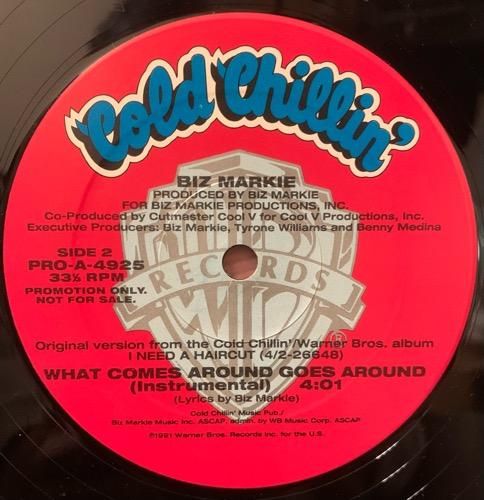 Cold Chillin'
BIZ MARKIE
PRODUCED BY BIZ MARKIE
FOR BIZ MARKIE PRODUCTIONS, INC.
Co-Produced by Cutmaster Cool V for Cool V Productions, Inc.
Executive Producers: Biz Markie, Tyrone Williams and Benny Medina
SIDE 2
PRO-A-4925
33⅓ RPM
PROMOTION ONLY.
NOT FOR SALE.
RECORDS
®
Original version from the Cold Chillin'/Warner Bros. album
I NEED A HAIRCUT (4/2-26648)
WHAT COMES AROUND GOES AROUND
(Instrumental) 4:01
(Lyrics by Biz Markie)
Cold Chillin' Music Pub./
Biz Markie Music Inc. ASCAP, admin. by WB Music Corp. ASCAP
℗1991 Warner Bros. Records Inc. for the U.S.